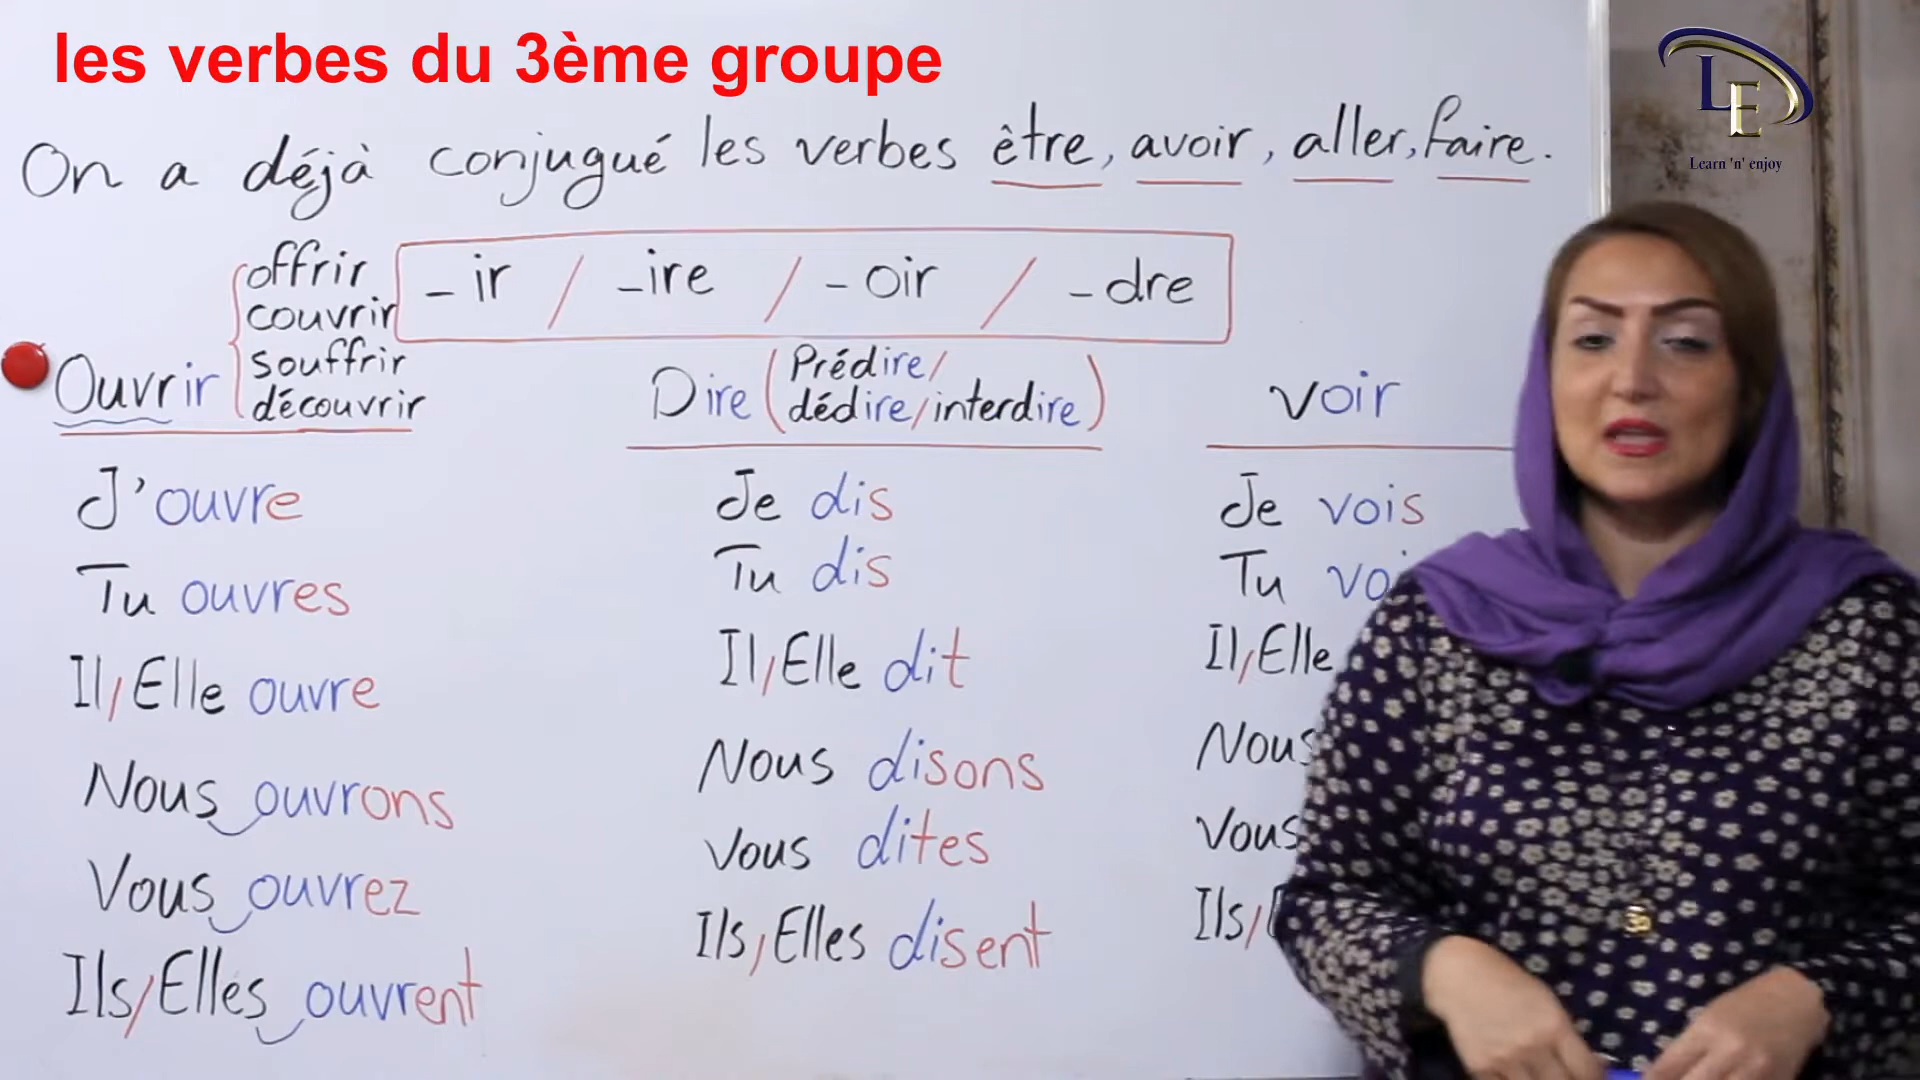 les verbes du 3ème groupe
LE
Learn 'n' enjoy
On a déjà conjugué les verbes être, avoir, aller, faire.
- ir / - ire / - oir / - dre
offrir
couvrir
souffrir
découvrir
Ouvrir
J'ouvre
Tu ouvres
Il/Elle ouvre
Nous ouvrons
Vous ouvrez
Ils/Elles ouvrent
Dire (Prédire/
dédire/interdire)
Je dis
Tu dis
Il/Elle dit
Nous disons
Vous dites
Ils/Elles disent
voir
Je vois
Tu
Il/Elle
Nous
Vous
Ils/